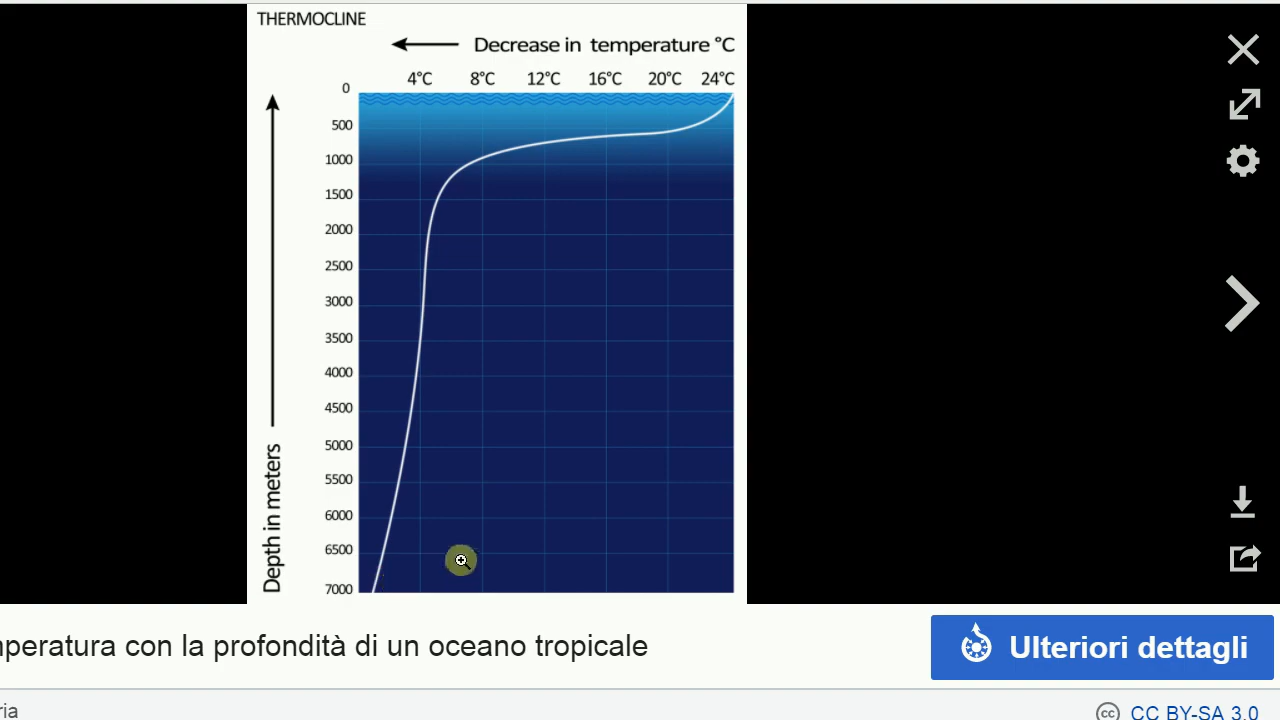 THERMOCLINE
Decrease in temperature °C
4°C 8°C 12°C 16°C 20°C 24°C
0
500
1000
1500
2000
2500
3000
3500
4000
4500
5000
5500
6000
6500
7000
Depth in meters
con la profondità di un oceano tropicale
Ulteriori dettagli
CC BY-SA 3.0